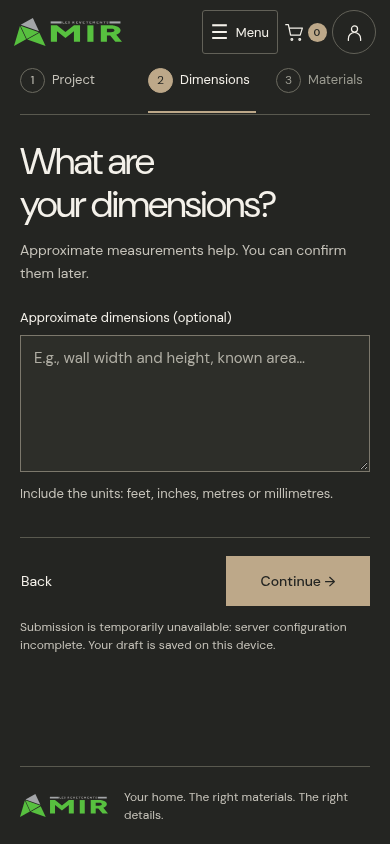 MIR
Menu
0
1 Project
2 Dimensions
3 Materials
What are
your dimensions?
Approximate measurements help. You can confirm
them later.
Approximate dimensions (optional)
E.g., wall width and height, known area...
Include the units: feet, inches, metres or millimetres.
Back
Continue →
Submission is temporarily unavailable: server configuration
incomplete. Your draft is saved on this device.
MIR
Your home. The right materials. The right
details.